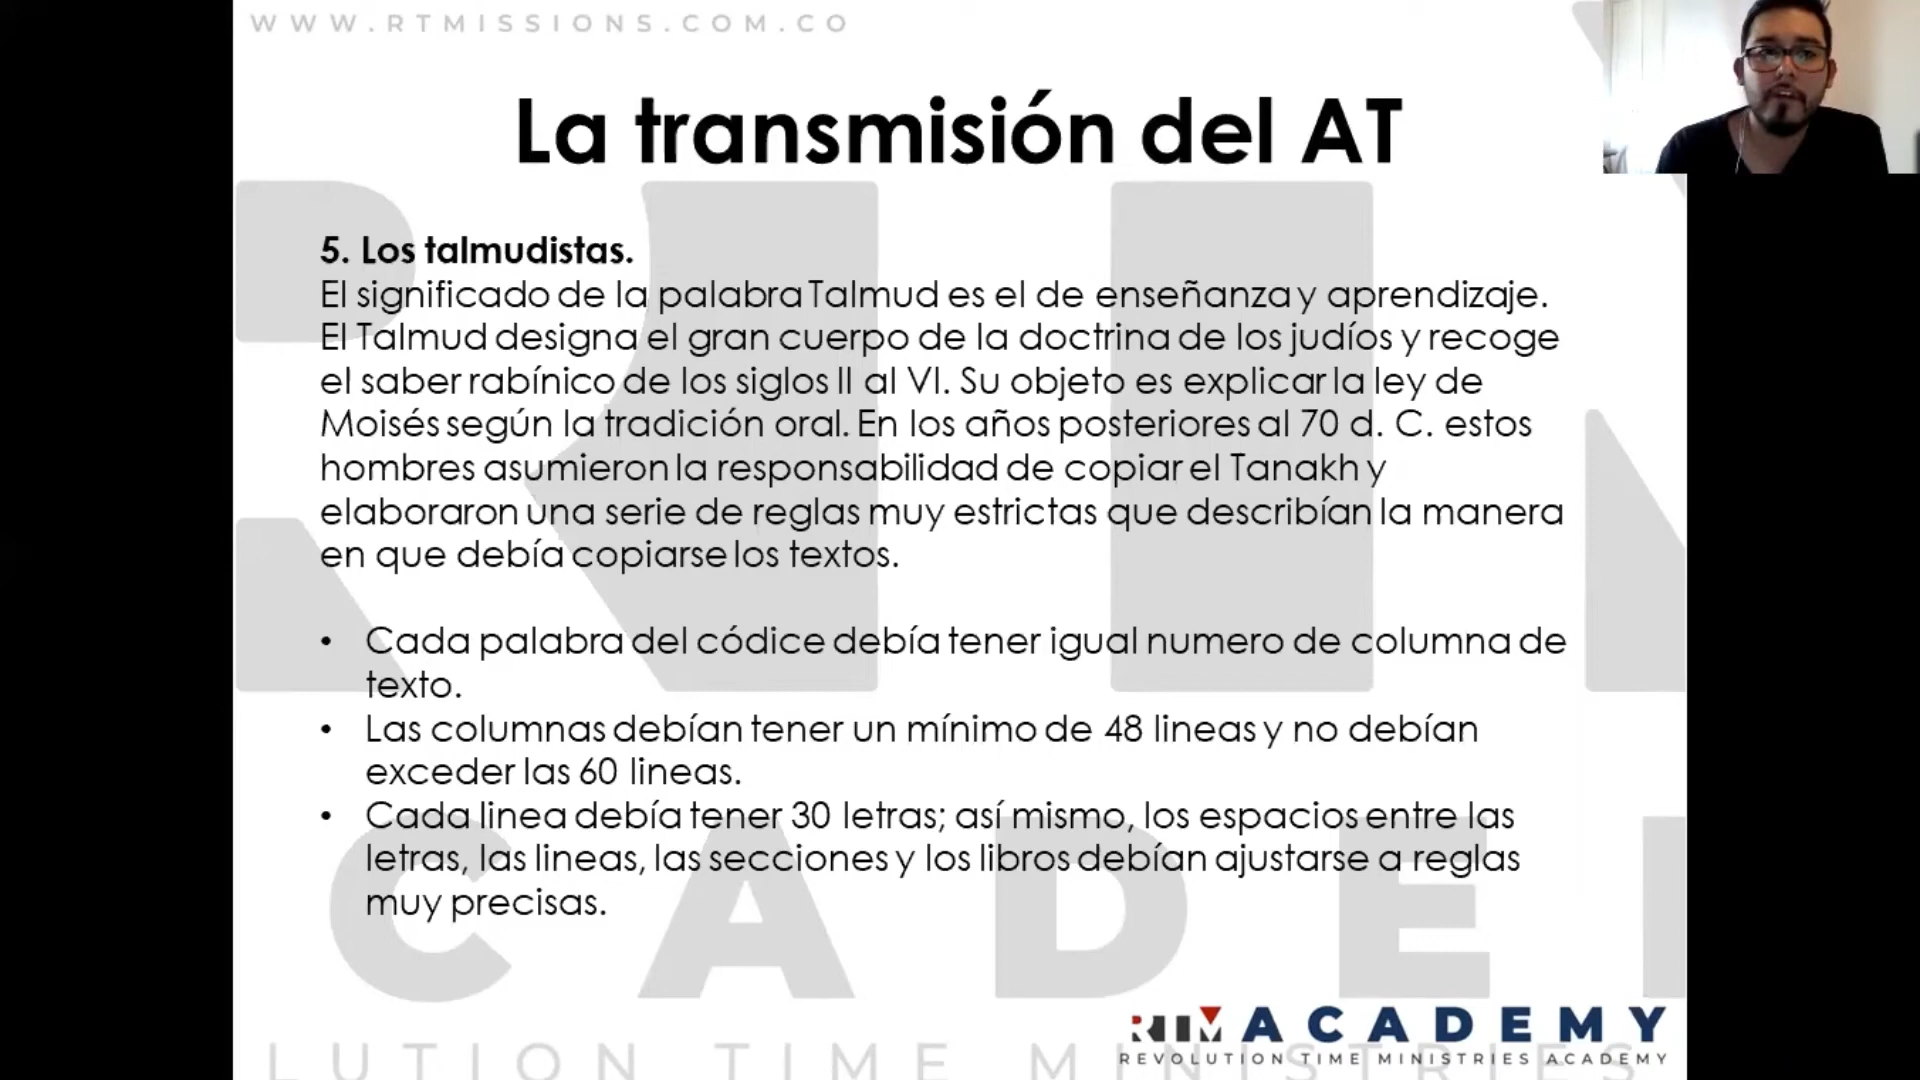 WWW.RTMISSIONS.COM.CO
La transmisión del AT
5. Los talmudistas.
El significado de la palabra Talmud es el de enseñanza y aprendizaje.
El Talmud designa el gran cuerpo de la doctrina de los judíos y recoge
el saber rabínico de los siglos II al VI. Su objeto es explicar la ley de
Moisés según la tradición oral. En los años posteriores al 70 d. C. estos
hombres asumieron la responsabilidad de copiar el Tanakh y
elaboraron una serie de reglas muy estrictas que describían la manera
en que debía copiarse los textos.
• Cada palabra del códice debía tener igual numero de columna de
texto.
• Las columnas debían tener un mínimo de 48 lineas y no debían
exceder las 60 lineas.
• Cada linea debía tener 30 letras; así mismo, los espacios entre las
letras, las lineas, las secciones y los libros debían ajustarse a reglas
muy precisas.
CADE
RTM ACADEMY
REVOLUTION TIME MINISTRIES ACADEMY
LUTION TIME MINISTRIES